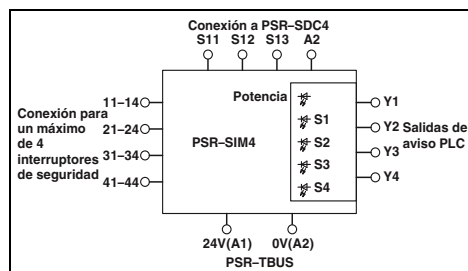 Conexión a PSR–SDC4
S11 S12 S13 A2
Potencia
11–14
21–24
31–34
41–44
Conexión para
un máximo
de 4
interruptores
de seguridad
PSR–SIM4
S1
S2
S3
S4
Y1
Y2
Y3
Y4
Salidas de
aviso PLC
24V(A1) 0V(A2)
PSR–TBUS